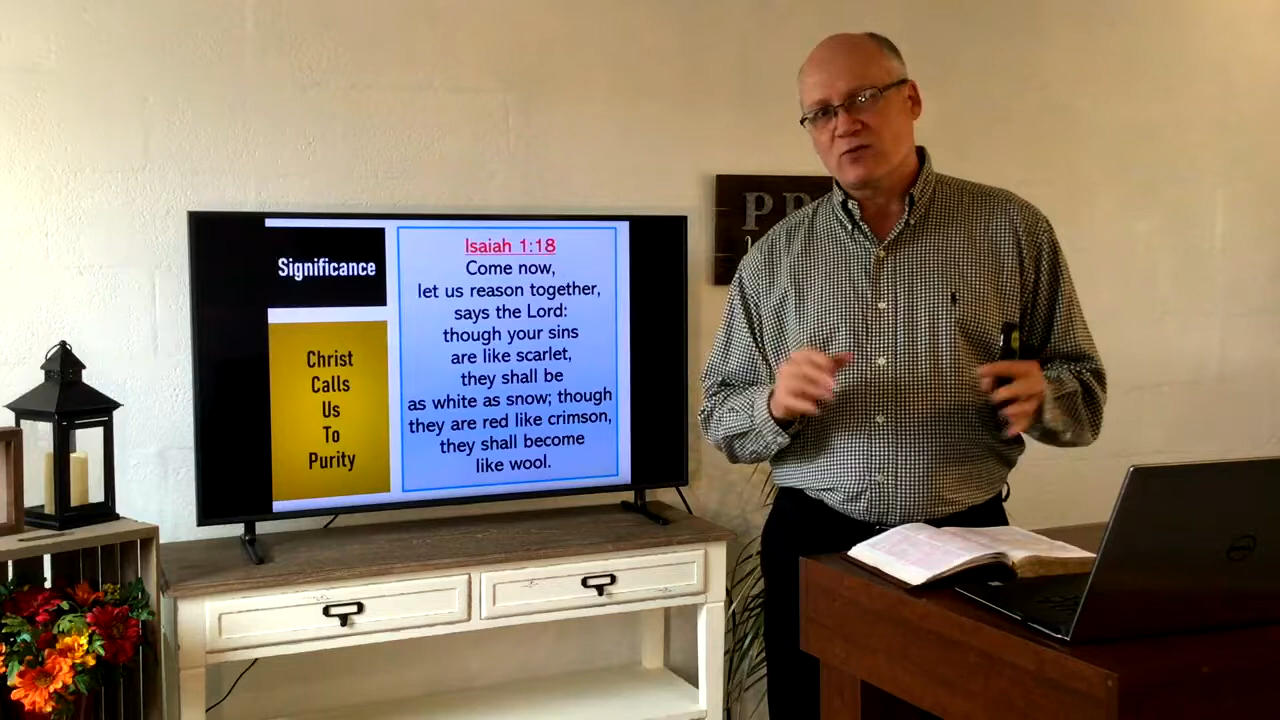 Significance
Christ
Calls
Us
To
Purity
Isaiah 1:18
Come now,
let us reason together,
says the Lord:
though your sins
are like scarlet,
they shall be
as white as snow; though
they are red like crimson,
they shall become
like wool.
DELL